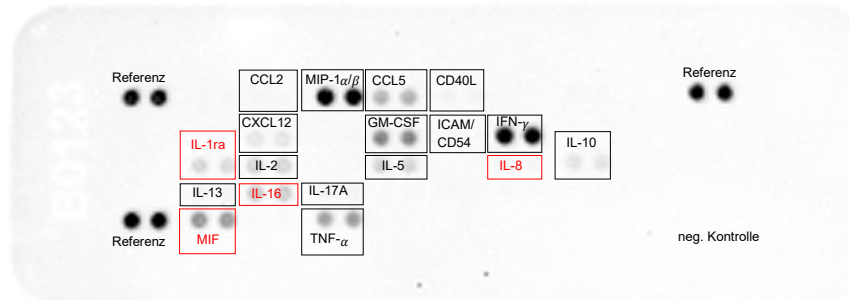 Referenz
CCL2
MIP-1α/β
CCL5
CD40L
Referenz
CXCL12
GM-CSF
ICAM/
CD54
IFN-γ
IL-1ra
IL-10
IL-2
IL-5
IL-8
IL-13
IL-16
IL-17A
Referenz
MIF
TNF-α
neg. Kontrolle